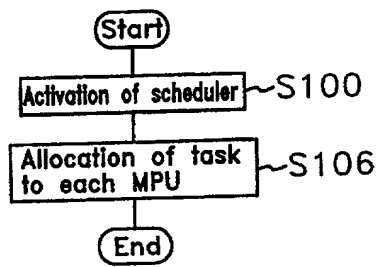 Start
Activation of scheduler
S100
Allocation of task
to each MPU
S106
End